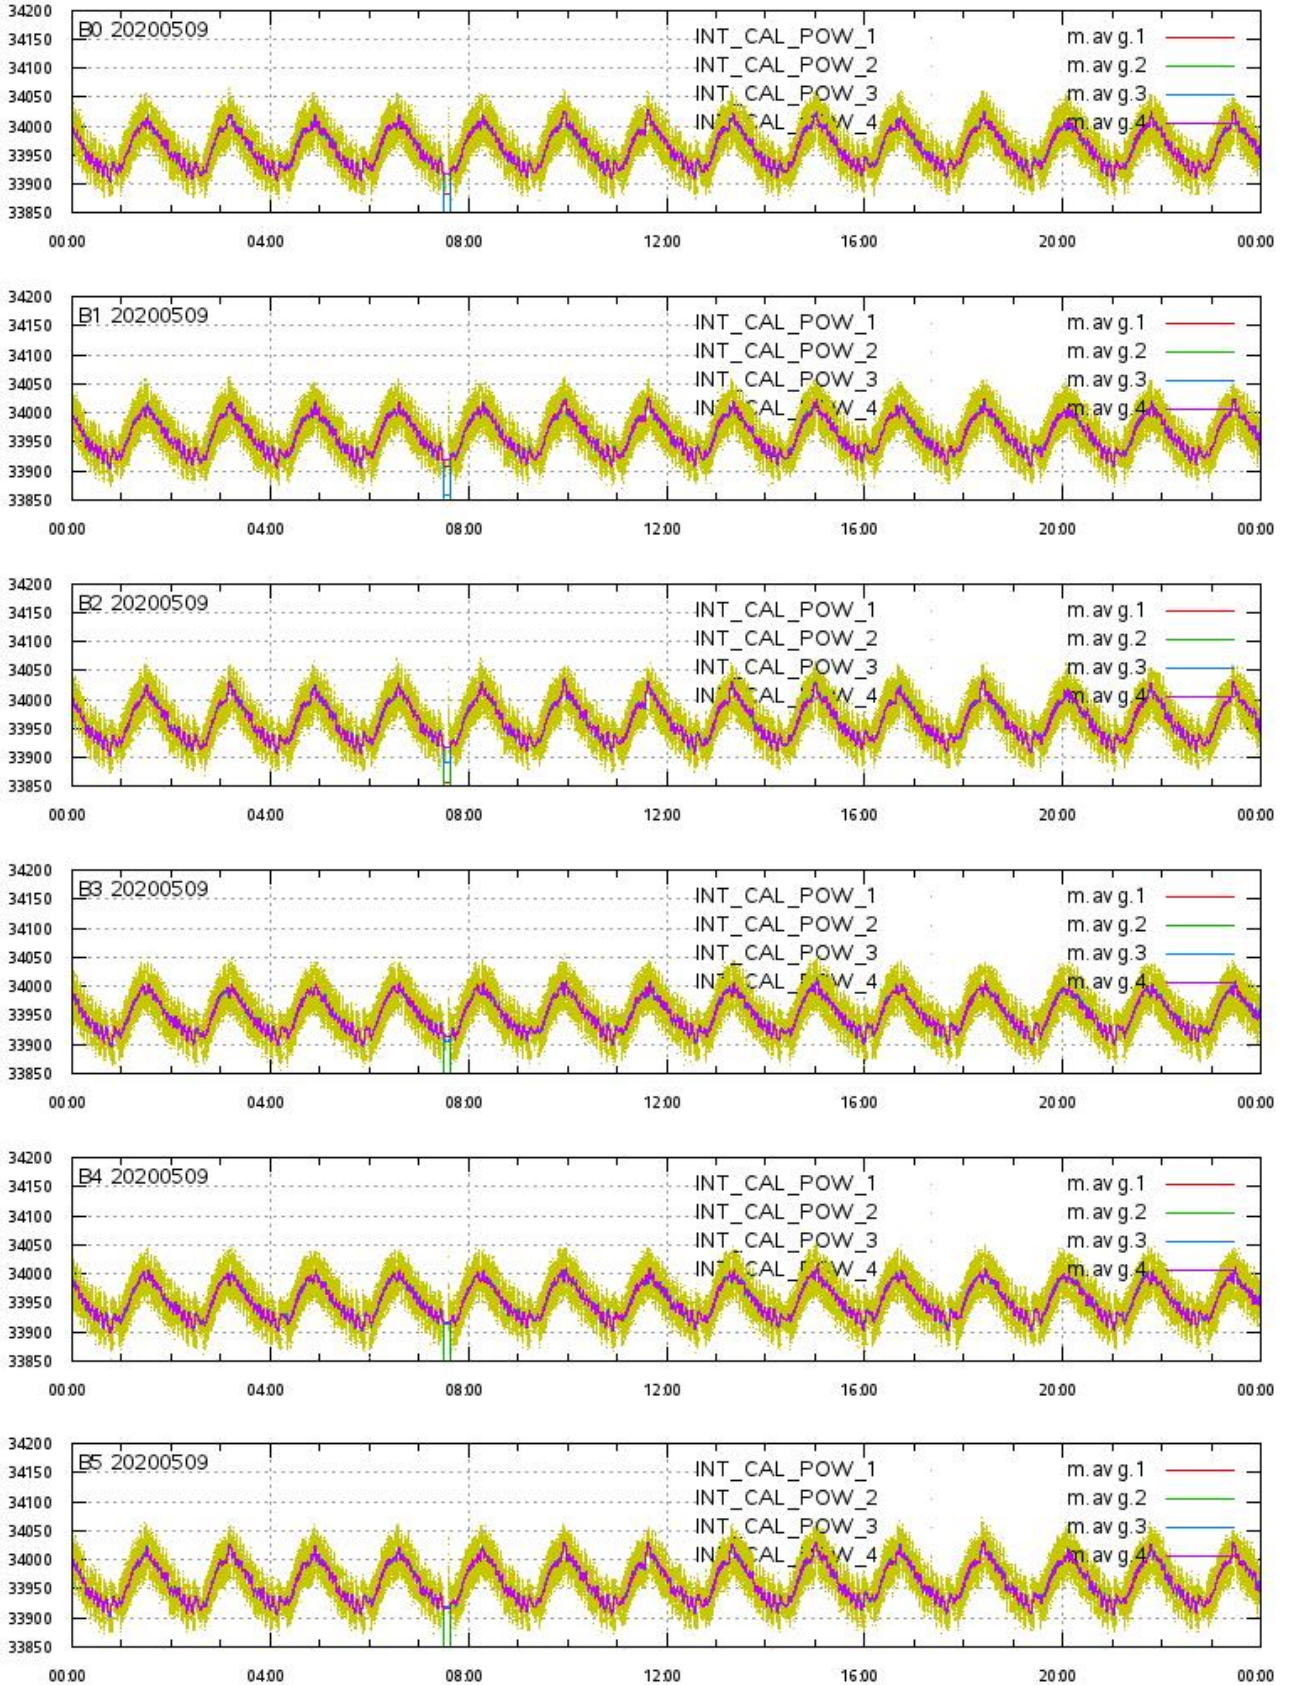 34200
B0 20200509 INT_CAL_POW_1 m.avg.1
34150
34100 INT_CAL_POW_2 m.avg.2
34050 INT_CAL_POW_3 m.avg.3
34000 INT_CAL_POW_4 m.avg.4
33950
33900
33850
00:00 04:00 08:00 12:00 16:00 20:00 00:00
34200
B1 20200509 INT_CAL_POW_1 m.avg.1
34150
34100 INT_CAL_POW_2 m.avg.2
34050 INT_CAL_POW_3 m.avg.3
34000 INT_CAL_POW_4 m.avg.4
33950
33900
33850
00:00 04:00 08:00 12:00 16:00 20:00 00:00
34200
B2 20200509 INT_CAL_POW_1 m.avg.1
34150
34100 INT_CAL_POW_2 m.avg.2
34050 INT_CAL_POW_3 m.avg.3
34000 INT_CAL_POW_4 m.avg.4
33950
33900
33850
00:00 04:00 08:00 12:00 16:00 20:00 00:00
34200
B3 20200509 INT_CAL_POW_1 m.avg.1
34150
34100 INT_CAL_POW_2 m.avg.2
34050 INT_CAL_POW_3 m.avg.3
34000 INT_CAL_POW_4 m.avg.4
33950
33900
33850
00:00 04:00 08:00 12:00 16:00 20:00 00:00
34200
B4 20200509 INT_CAL_POW_1 m.avg.1
34150
34100 INT_CAL_POW_2 m.avg.2
34050 INT_CAL_POW_3 m.avg.3
34000 INT_CAL_POW_4 m.avg.4
33950
33900
33850
00:00 04:00 08:00 12:00 16:00 20:00 00:00
34200
B5 20200509 INT_CAL_POW_1 m.avg.1
34150
34100 INT_CAL_POW_2 m.avg.2
34050 INT_CAL_POW_3 m.avg.3
34000 INT_CAL_POW_4 m.avg.4
33950
33900
33850
00:00 04:00 08:00 12:00 16:00 20:00 00:00